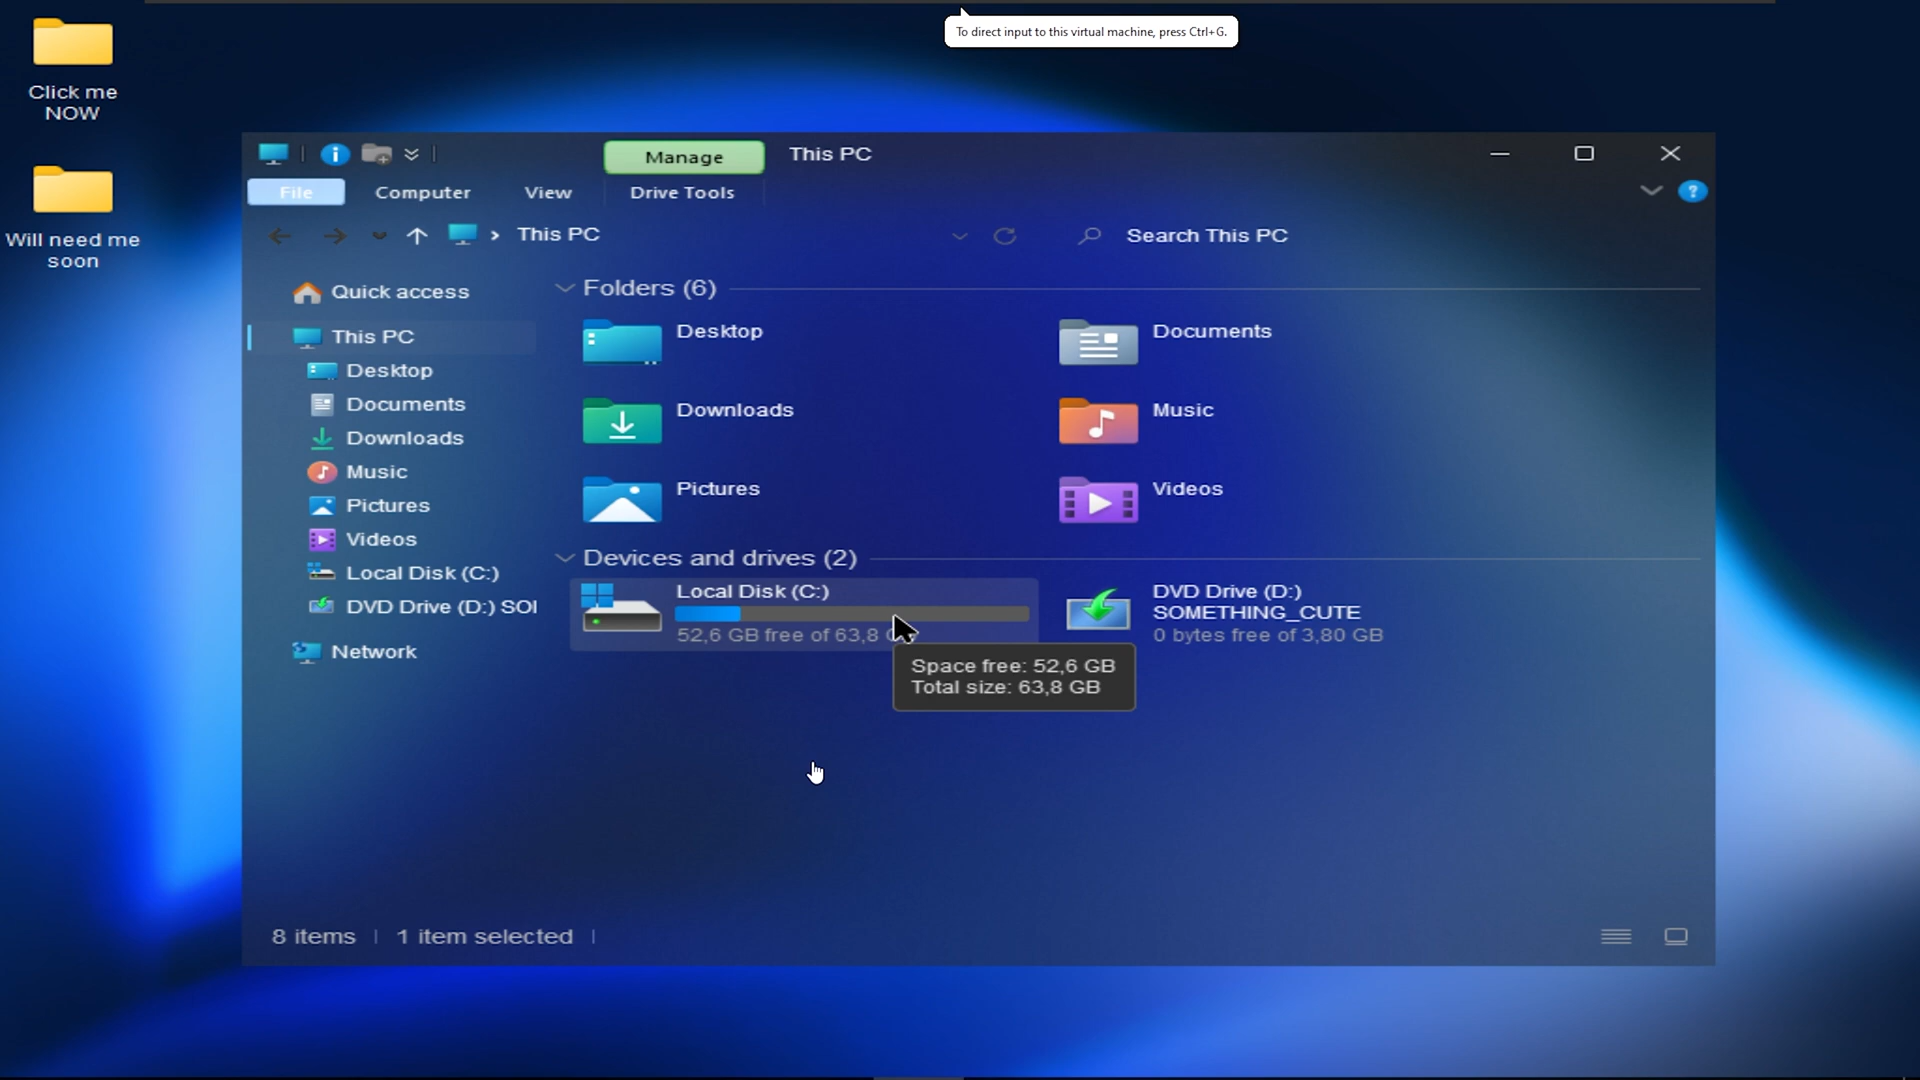 To direct input to this virtual machine, press Ctrl+G.
Click me
NOW
Will need me
soon
Manage
This PC
File
Computer
View
Drive Tools
This PC
Search This PC
Quick access
This PC
Desktop
Documents
Downloads
Music
Pictures
Videos
Local Disk (C:)
DVD Drive (D:) SOI
Network
Folders (6)
Desktop
Documents
Downloads
Music
Pictures
Videos
Devices and drives (2)
Local Disk (C:)
52,6 GB free of 63,8
DVD Drive (D:)
SOMETHING_CUTE
0 bytes free of 3,80 GB
Space free: 52,6 GB
Total size: 63,8 GB
8 items
1 item selected